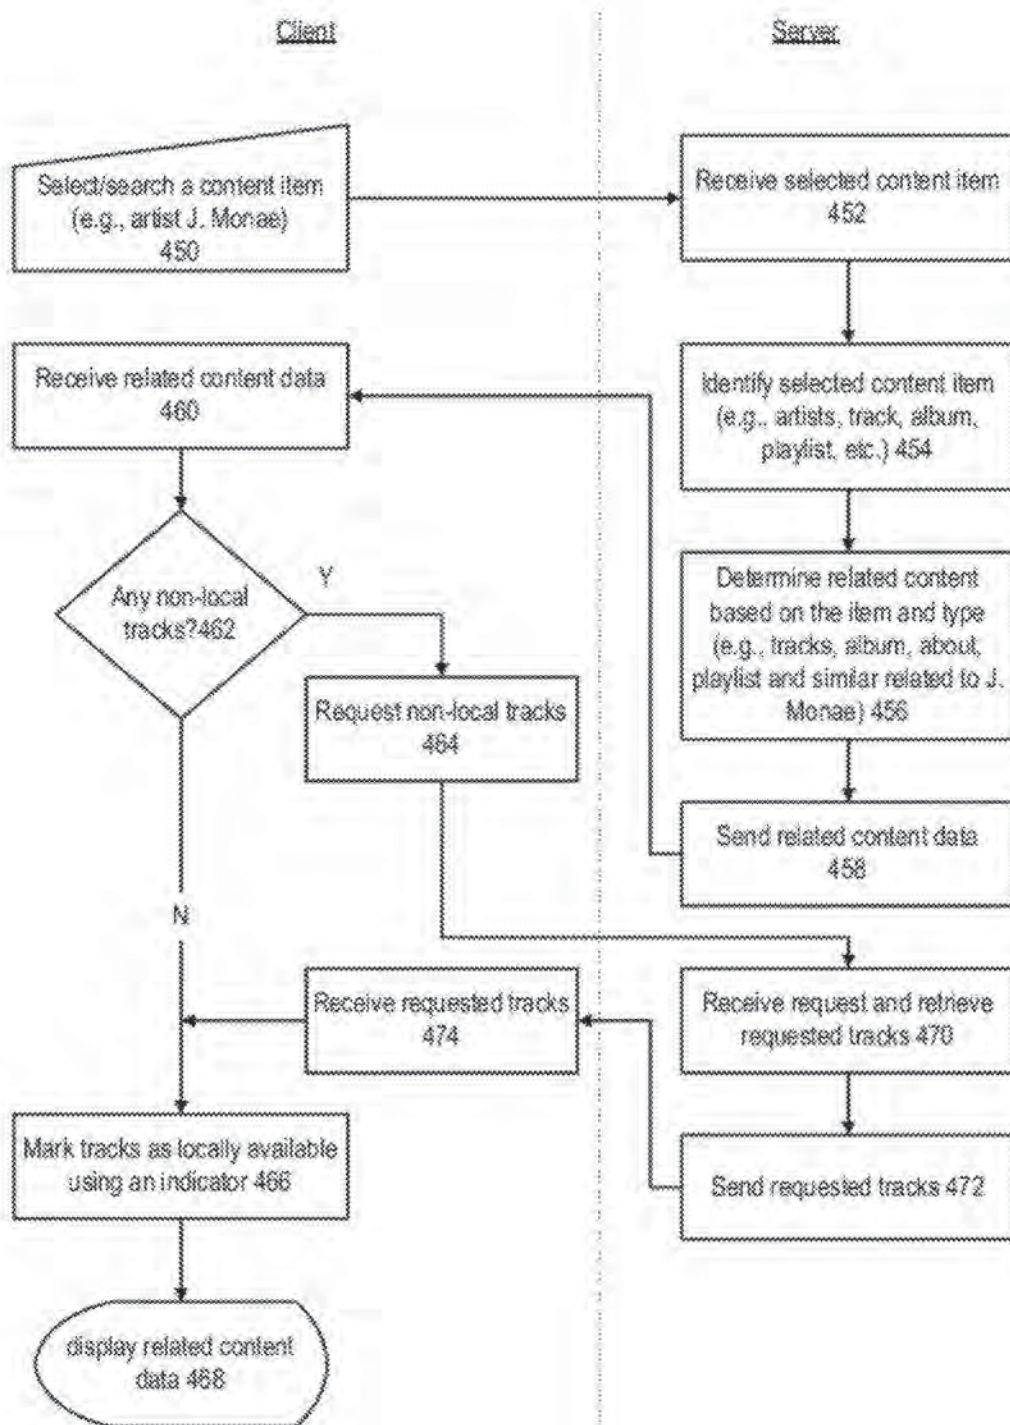 Client
Server
Select/search a content item
(e.g., artist J. Monae)
450
Receive selected content item
452
Receive related content data
460
Identify selected content item
(e.g., artists, track, album,
playlist, etc.) 454
Any non-local
tracks?462
Y
Determine related content
based on the item and type
(e.g., tracks, album, about,
playlist and similar related to J.
Monae) 456
Request non-local tracks
464
Send related content data
458
N
Receive requested tracks
474
Receive request and retrieve
requested tracks 470
Mark tracks as locally available
using an indicator 466
Send requested tracks 472
display related content
data 468